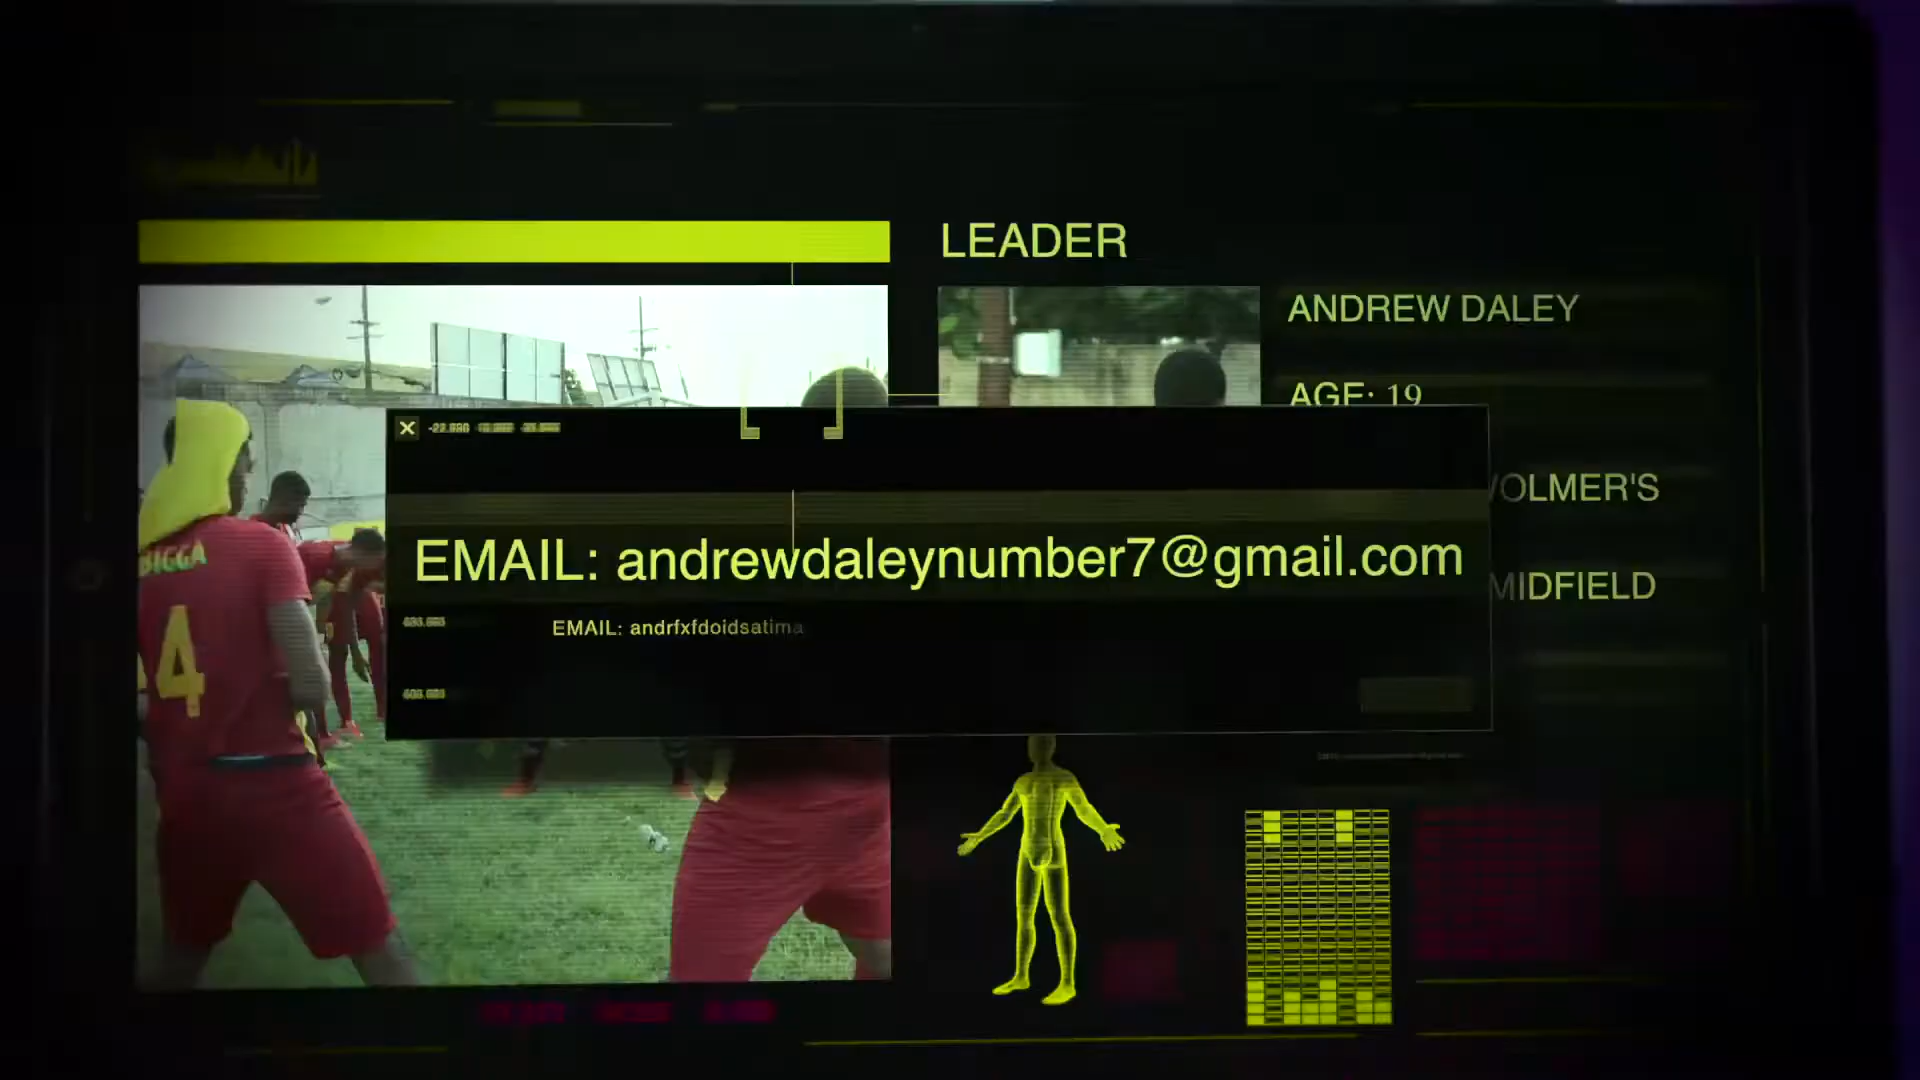 LEADER
ANDREW DALEY
AGE: 19
OLMER'S
MIDFIELD
EMAIL: andrewdaleynumber7@gmail.com
EMAIL: andrfxfdoidsatima
BIGGA
4